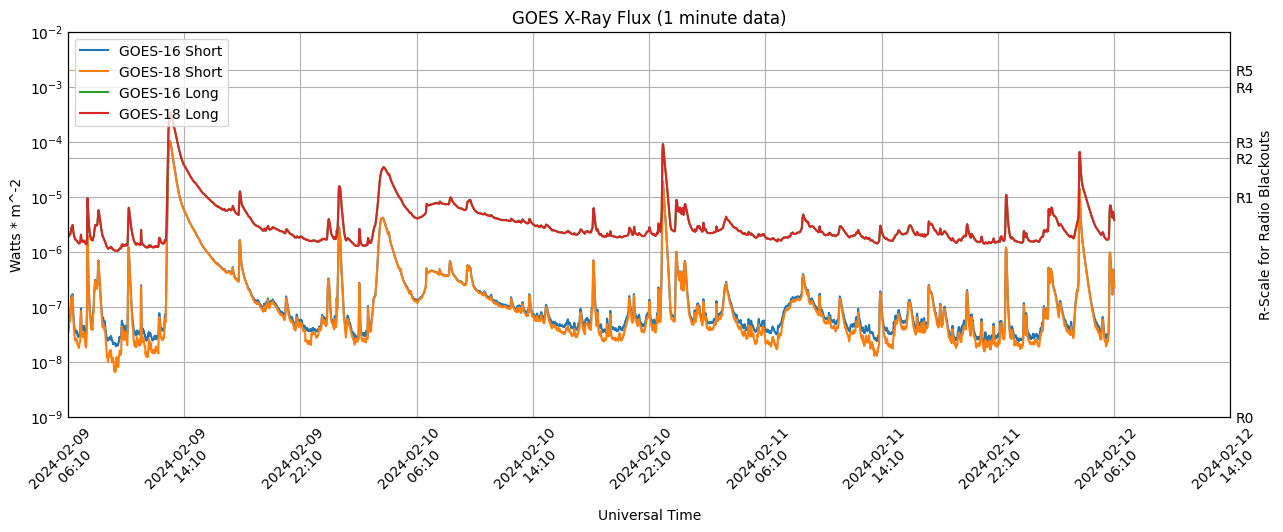 GOES X-Ray Flux (1 minute data)
GOES-16 Short
GOES-18 Short
GOES-16 Long
GOES-18 Long
Watts * m^-2
10⁻²
10⁻³
10⁻⁴
10⁻⁵
10⁻⁶
10⁻⁷
10⁻⁸
10⁻⁹
R5
R4
R3
R2
R1
R0
R-Scale for Radio Blackouts
2024-02-09
06:10
2024-02-09
14:10
2024-02-09
22:10
2024-02-10
06:10
2024-02-10
14:10
2024-02-10
22:10
2024-02-11
06:10
2024-02-11
14:10
2024-02-11
22:10
2024-02-12
06:10
2024-02-12
14:10
Universal Time